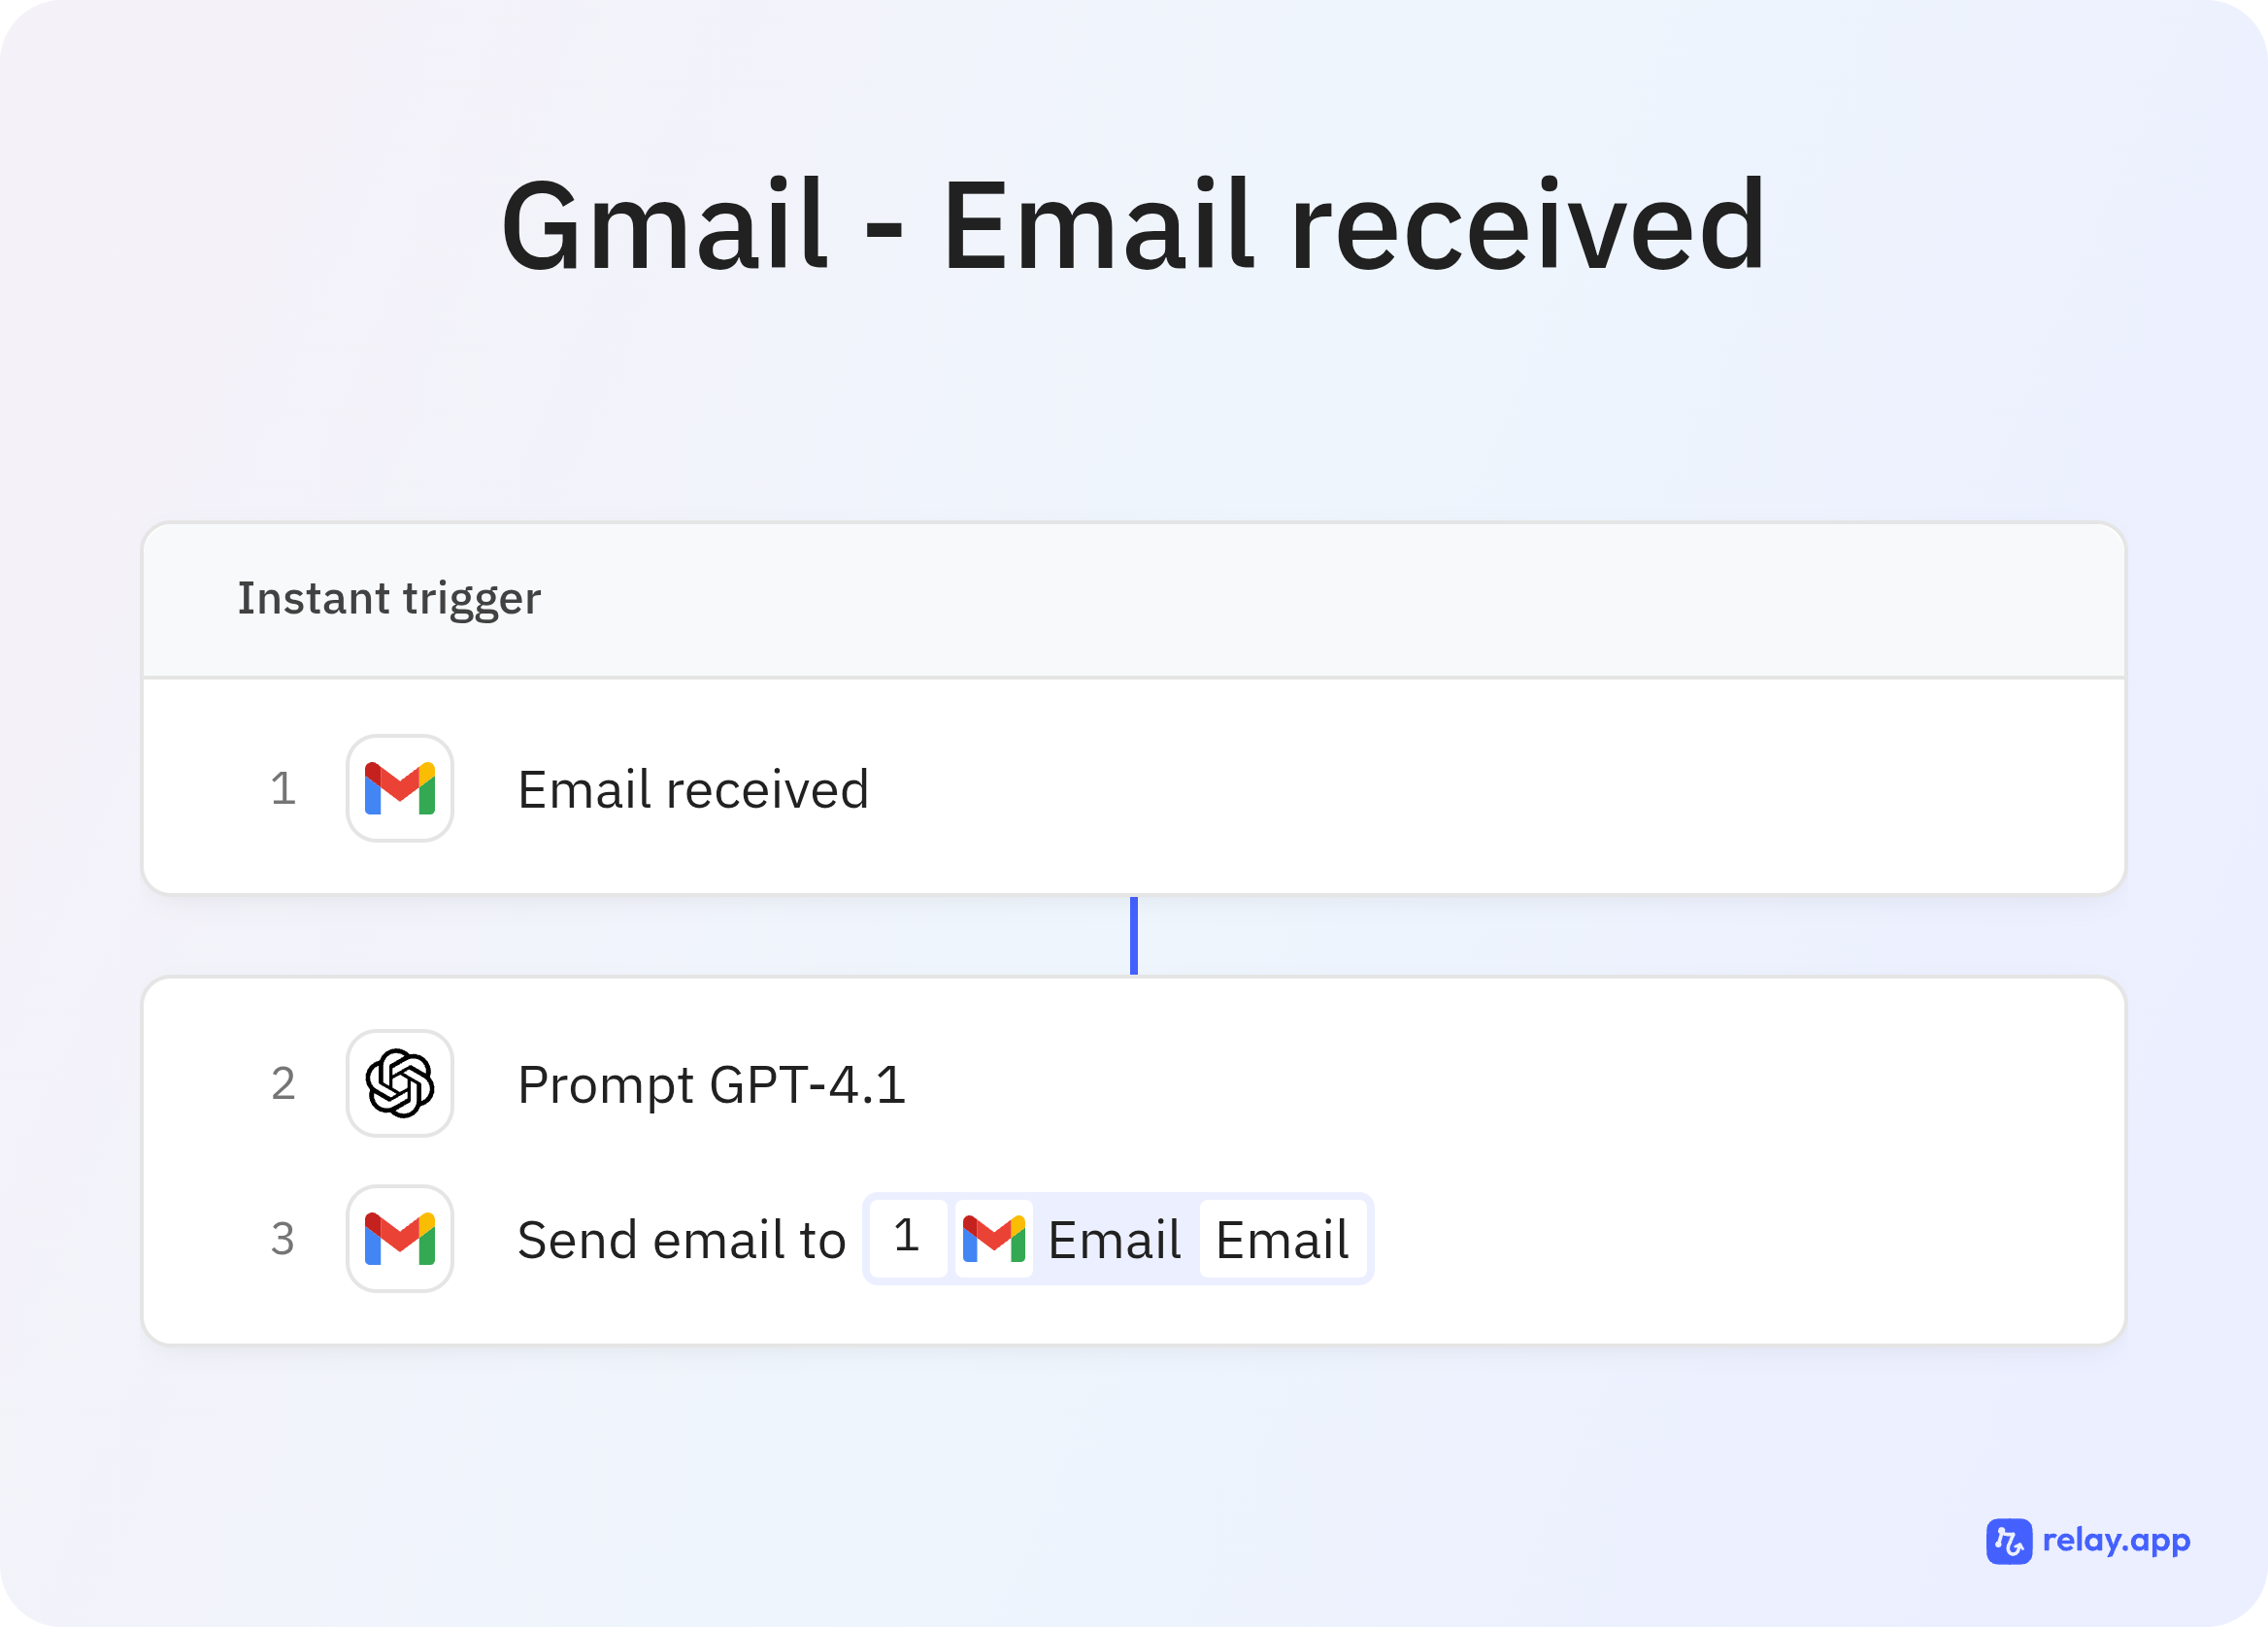 Gmail - Email received
Instant trigger
1 Email received
2 Prompt GPT-4.1
3 Send email to 1 Email Email
relay.app